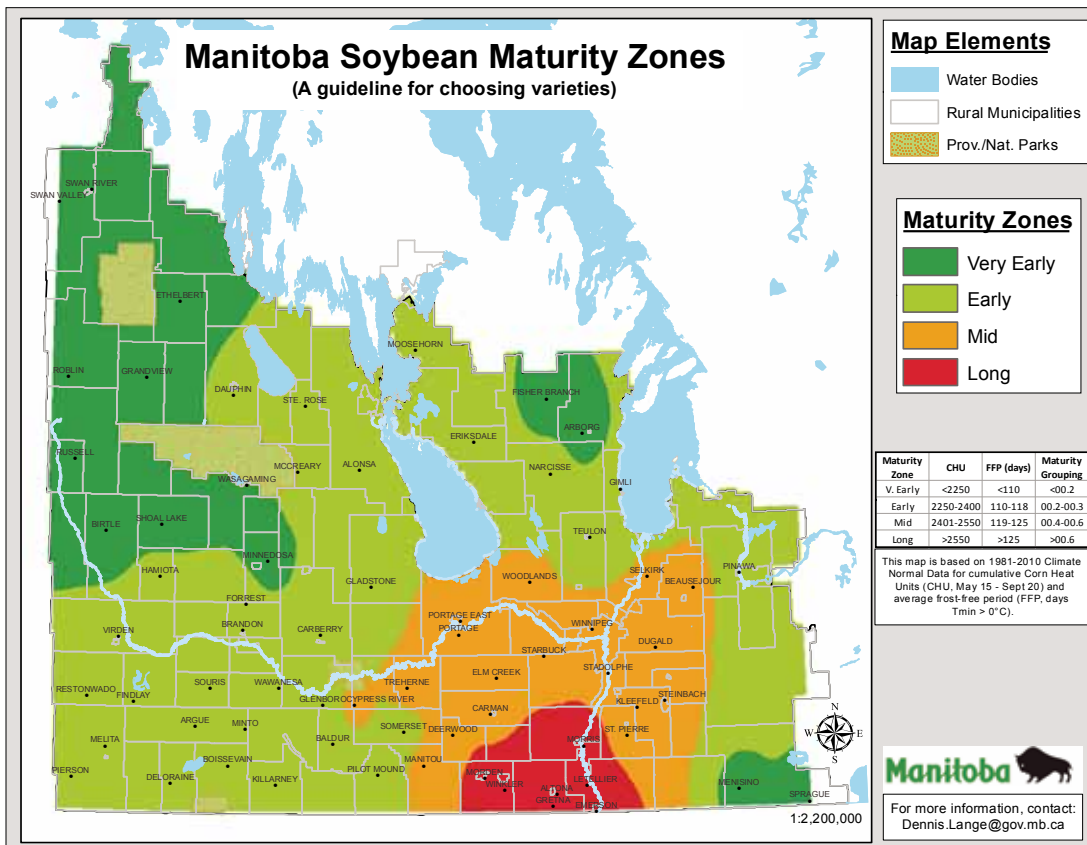 Manitoba Soybean Maturity Zones
(A guideline for choosing varieties)
SWAN RIVER
SWAN VALLEY
ETHELBERT
MOOSEHORN
ROBLIN
GRANDVIEW
DAUPHIN
STE. ROSE
FISHER BRANCH
ARBORG
ERIKSDALE
RUSSELL
MCCREARY
ALONSA
NARCISSE
WASAGAMING
GIMLI
BIRTLE
SHOAL LAKE
TEULON
MINNEDOSA
HAMIOTA
GLADSTONE
WOODLANDS
SELKIRK
BEAUSEJOUR
PINAWA
FORREST
PORTAGE EAST
PORTAGE
VIRDEN
BRANDON
CARBERRY
WINNIPEG
DUGALD
STARBUCK
STADOLPHE
ELM CREEK
RESTONWADO
FINDLAY
SOURIS
WAWANESA
TREHERNE
GLENBOROCYPRESS RIVER
STEINBACH
KLEEFELD
CARMAN
ARGUE
MINTO
SOMERSET
DEERWOOD
ST. PIERRE
MELITA
BALDUR
MORRIS
PIERSON
BOISSEVAIN
DELORAINE
KILLARNEY
PILOT MOUND
MANITOU
MORDEN
WINKLER
LETELLIER
ALTONA
GRETNA
EMERSON
MENISINO
SPRAGUE
1:2,200,000
N
W E
S
Map Elements
Water Bodies
Rural Municipalities
Prov./Nat. Parks
Maturity Zones
Very Early
Early
Mid
Long
Maturity Zone CHU FFP (days) Maturity Grouping
V. Early <2250 <110 <00.2
Early 2250-2400 110-118 00.2-00.3
Mid 2401-2550 119-125 00.4-00.6
Long >2550 >125 >00.6
This map is based on 1981-2010 Climate
Normal Data for cumulative Corn Heat
Units (CHU, May 15 - Sept 20) and
average frost-free period (FFP, days
Tmin > 0°C).
Manitoba
For more information, contact:
Dennis.Lange@gov.mb.ca